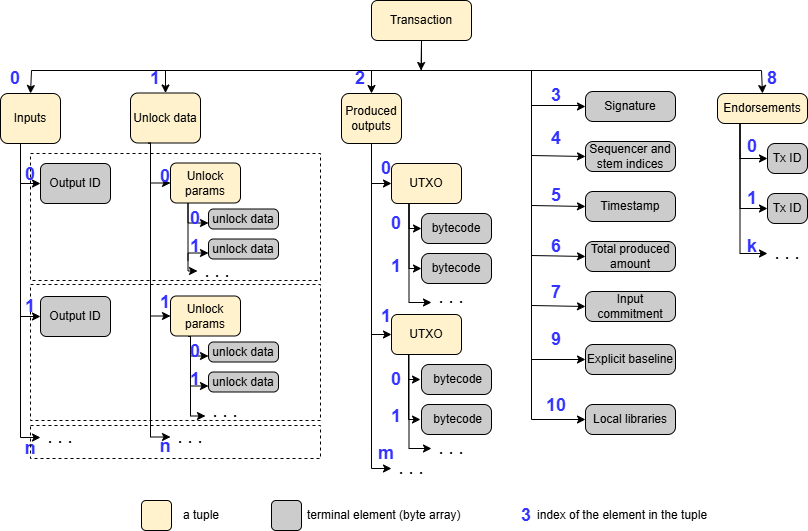 Transaction
0
1
2
8
Inputs
Unlock data
Produced
outputs
3
Signature
4
Sequencer and
stem indices
5
Timestamp
6
Total produced
amount
7
Input
commitment
9
Explicit baseline
10
Local libraries
Endorsements
0
Tx ID
1
Tx ID
k
. . .
0
Output ID
0
Unlock
params
0
unlock data
1
unlock data
. . .
1
Output ID
1
Unlock
params
0
unlock data
1
unlock data
. . .
n
. . .
n
. . .
0
UTXO
0
bytecode
1
bytecode
. . .
1
UTXO
0
bytecode
1
bytecode
. . .
m
. . .
a tuple
terminal element (byte array)
3 index of the element in the tuple